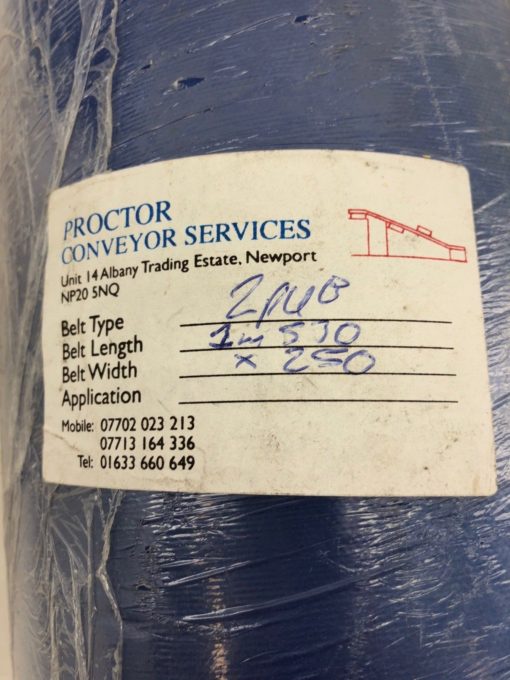 PROCTOR
CONVEYOR SERVICES
Unit 14 Albany Trading Estate, Newport
NP20 5NQ
Belt Type 2PUB
Belt Length 1m 530
Belt Width x 250
Application
Mobile: 07702 023 213
07713 164 336
Tel: 01633 660 649